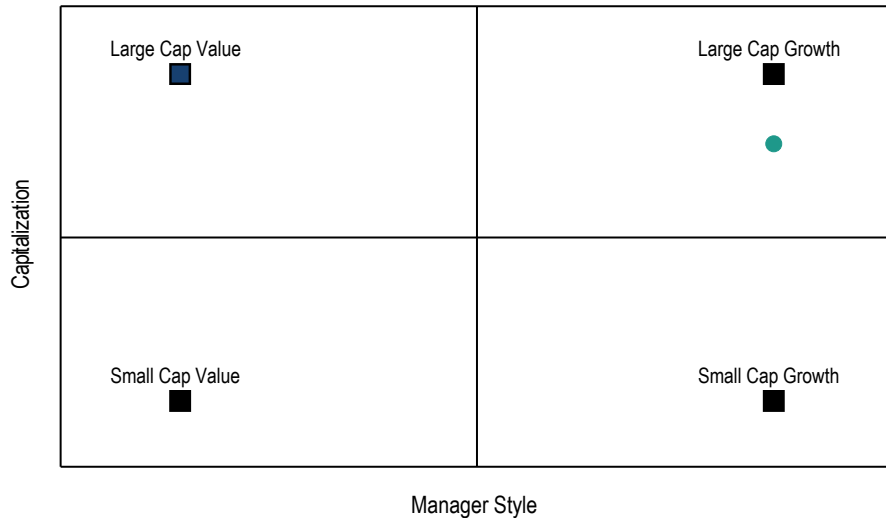 Large Cap Value
Large Cap Growth
Capitalization
Small Cap Value
Small Cap Growth
Manager Style